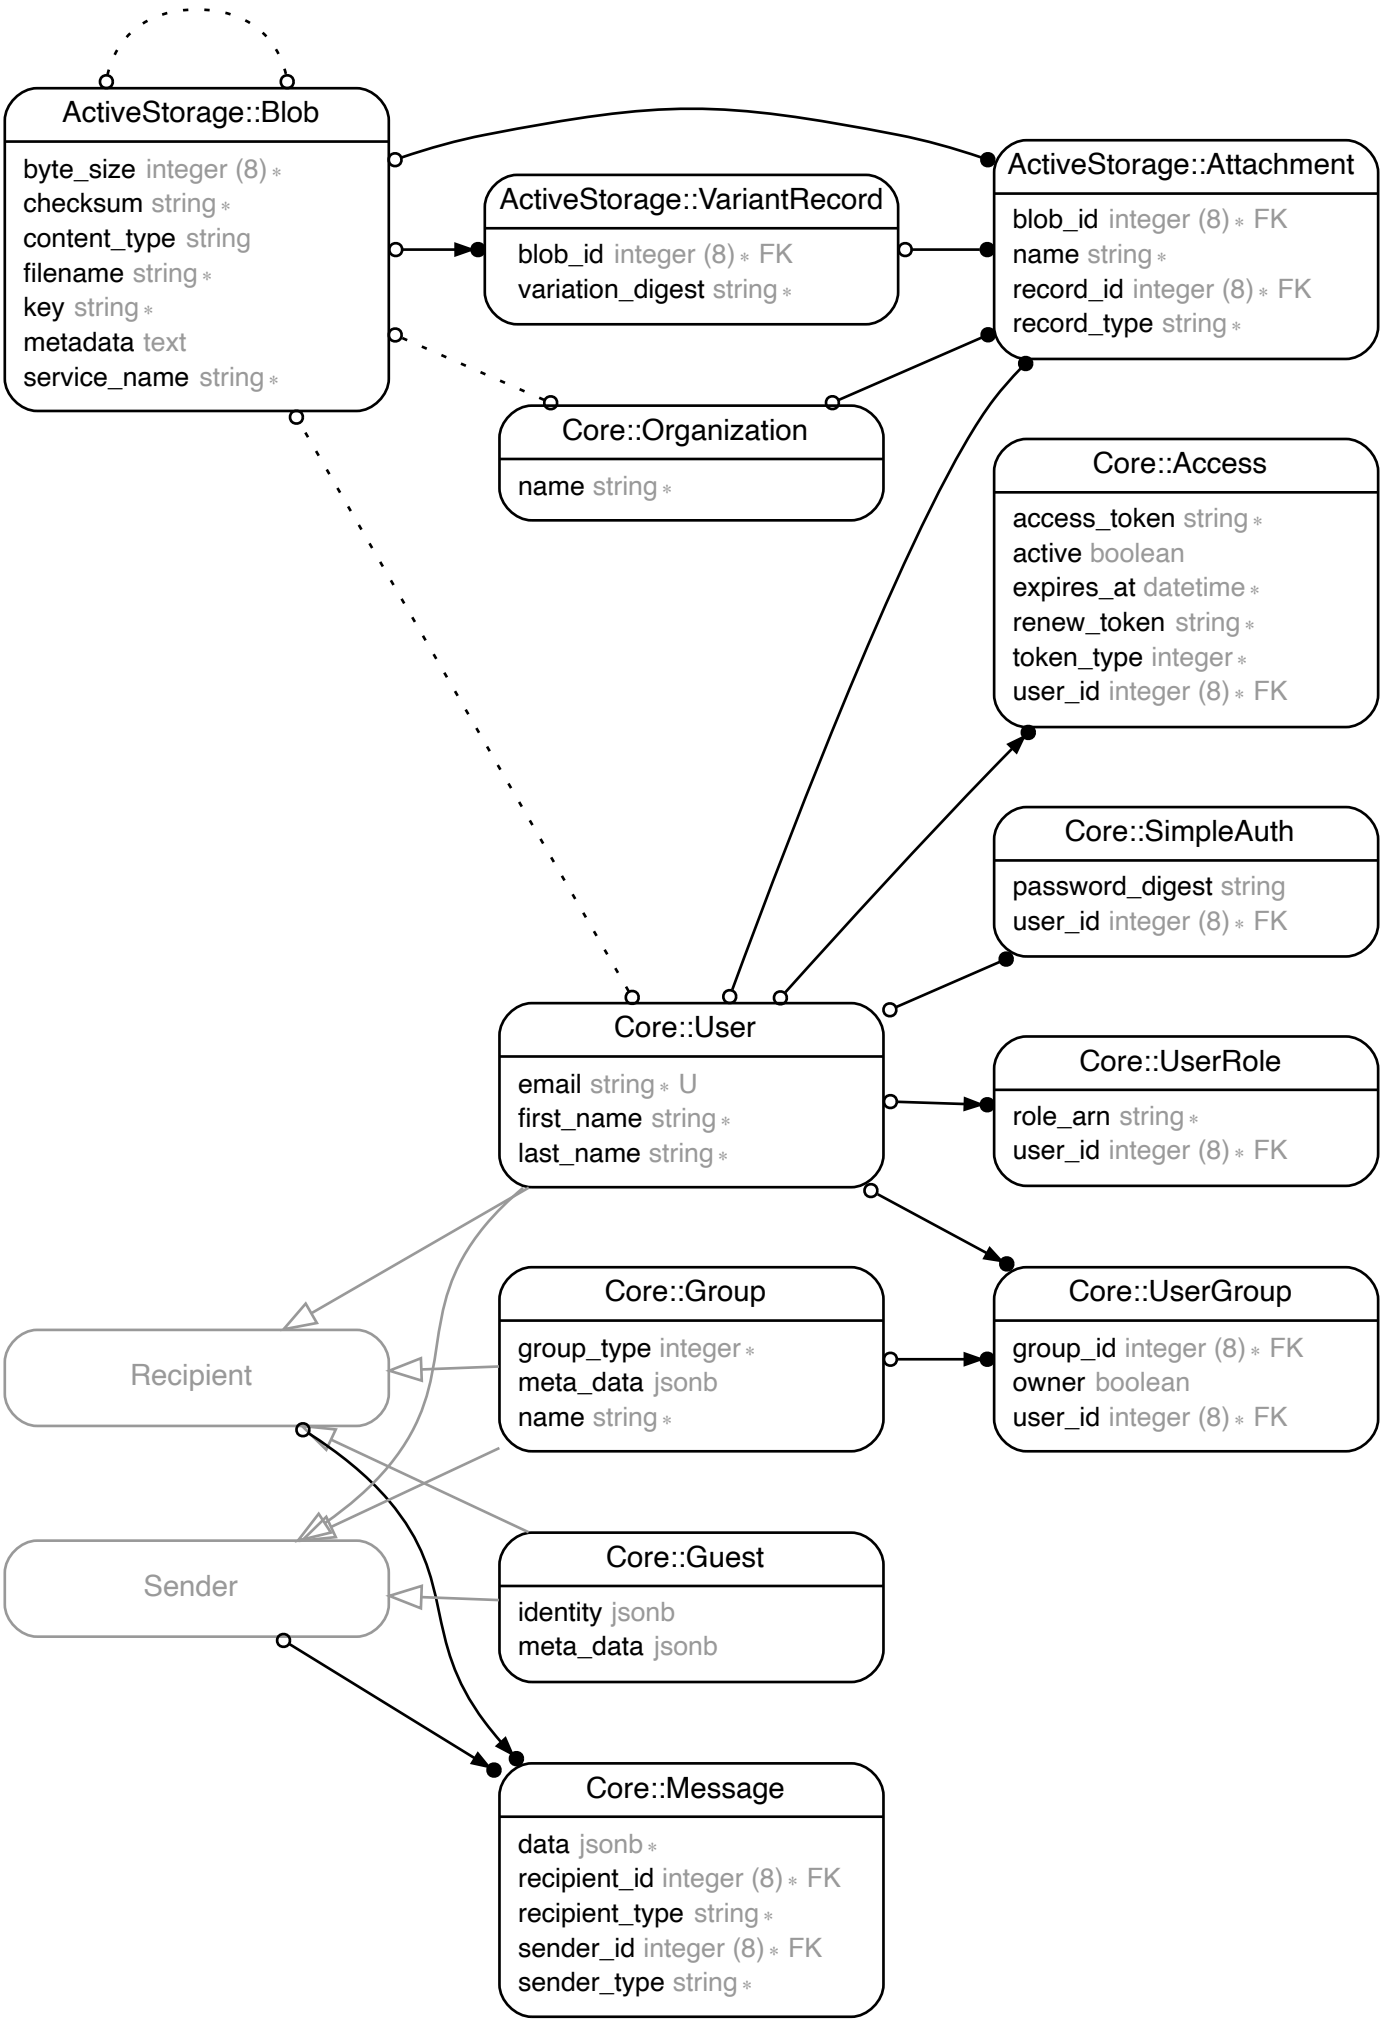 ActiveStorage::Blob
byte_size integer (8) *
checksum string *
content_type string
filename string *
key string *
metadata text
service_name string *
ActiveStorage::VariantRecord
blob_id integer (8) * FK
variation_digest string *
ActiveStorage::Attachment
blob_id integer (8) * FK
name string *
record_id integer (8) * FK
record_type string *
Core::Organization
name string *
Core::Access
access_token string *
active boolean
expires_at datetime *
renew_token string *
token_type integer *
user_id integer (8) * FK
Core::SimpleAuth
password_digest string
user_id integer (8) * FK
Core::User
email string * U
first_name string *
last_name string *
Core::UserRole
role_arn string *
user_id integer (8) * FK
Recipient
Core::Group
group_type integer *
meta_data jsonb
name string *
Core::UserGroup
group_id integer (8) * FK
owner boolean
user_id integer (8) * FK
Sender
Core::Guest
identity jsonb
meta_data jsonb
Core::Message
data jsonb *
recipient_id integer (8) * FK
recipient_type string *
sender_id integer (8) * FK
sender_type string *